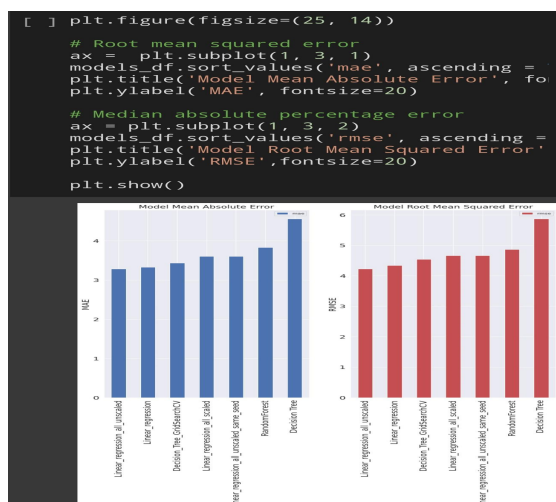 [ ] plt.figure(figsize=(25, 14))
# Root mean squared error
ax = plt.subplot(1, 3, 1)
models_df.sort_values('mae', ascending =
plt.title('Model Mean Absolute Error', fo
plt.ylabel('MAE', fontsize=20)
# Median absolute percentage error
ax = plt.subplot(1, 3, 2)
models_df.sort_values('rmse', ascending =
plt.title('Model Root Mean Squared Error'
plt.ylabel('RMSE',fontsize=20)
plt.show()
Model Mean Absolute Error
mae
4
3
2
1
0
MAE
Linear_regression_all_unscaled
Linear_regression
Decision_Tree_GridSearchCV
Linear_regression_all_scaled
near_regression_all_unscaled_same_seed
RandomForest
Decision Tree
Model Root Mean Squared Error
rmse
6
5
4
3
2
1
0
RMSE
Linear_regression_all_unscaled
Linear_regression
Decision_Tree_GridSearchCV
Linear_regression_all_scaled
near_regression_all_unscaled_same_seed
RandomForest
Decision Tree